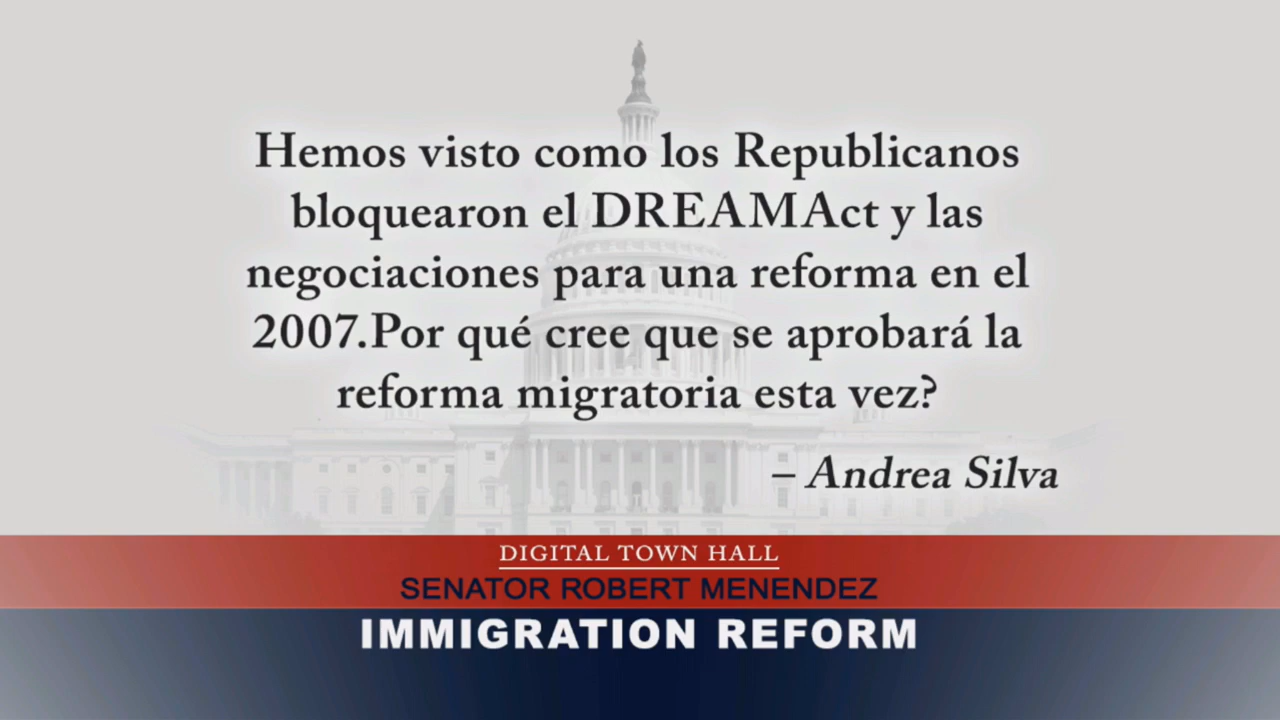 Hemos visto como los Republicanos
bloquearon el DREAMAct y las
negociaciones para una reforma en el
2007.Por qué cree que se aprobará la
reforma migratoria esta vez?
– Andrea Silva
DIGITAL TOWN HALL
SENATOR ROBERT MENENDEZ
IMMIGRATION REFORM